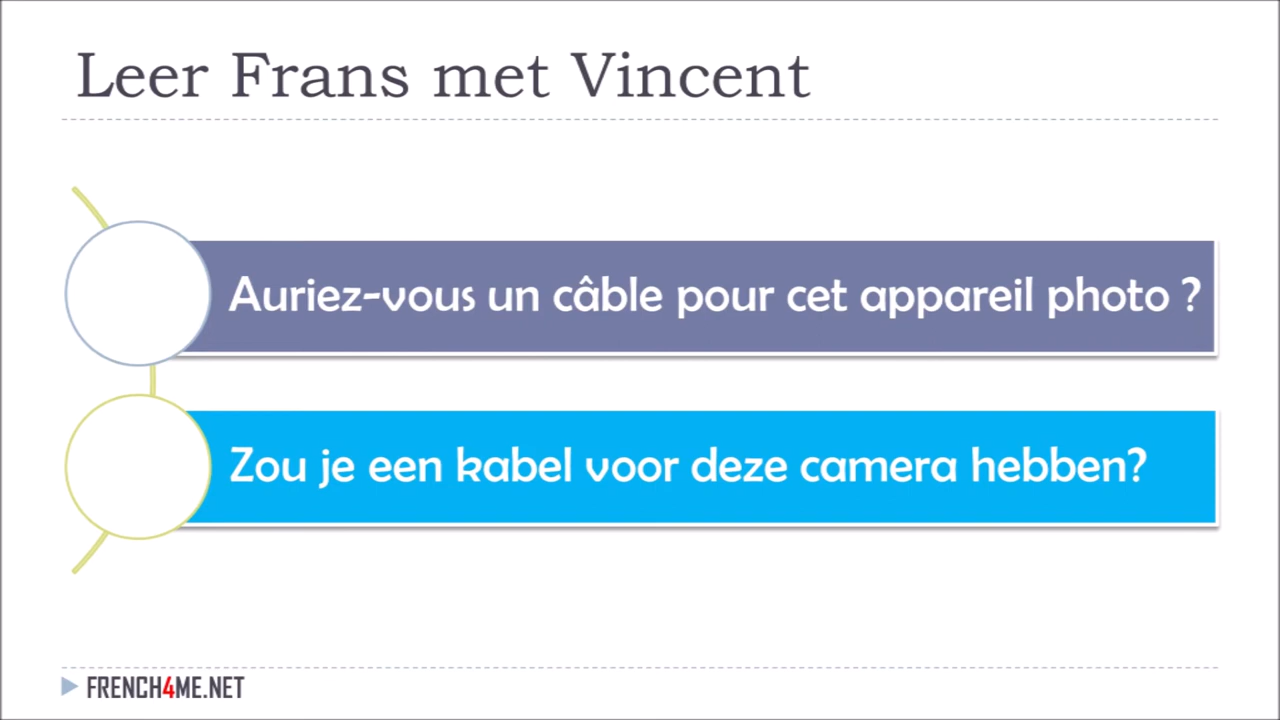 Leer Frans met Vincent
Auriez-vous un câble pour cet appareil photo ?
Zou je een kabel voor deze camera hebben?
FRENCH4ME.NET